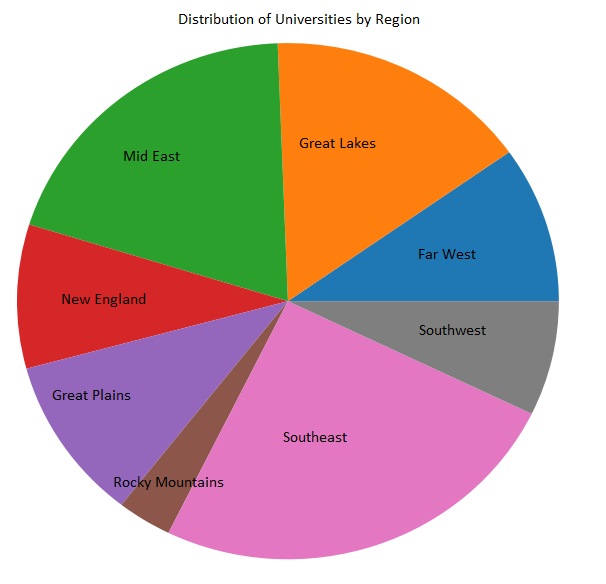 Distribution of Universities by Region
Great Lakes
Mid East
Far West
New England
Southwest
Great Plains
Southeast
Rocky Mountains